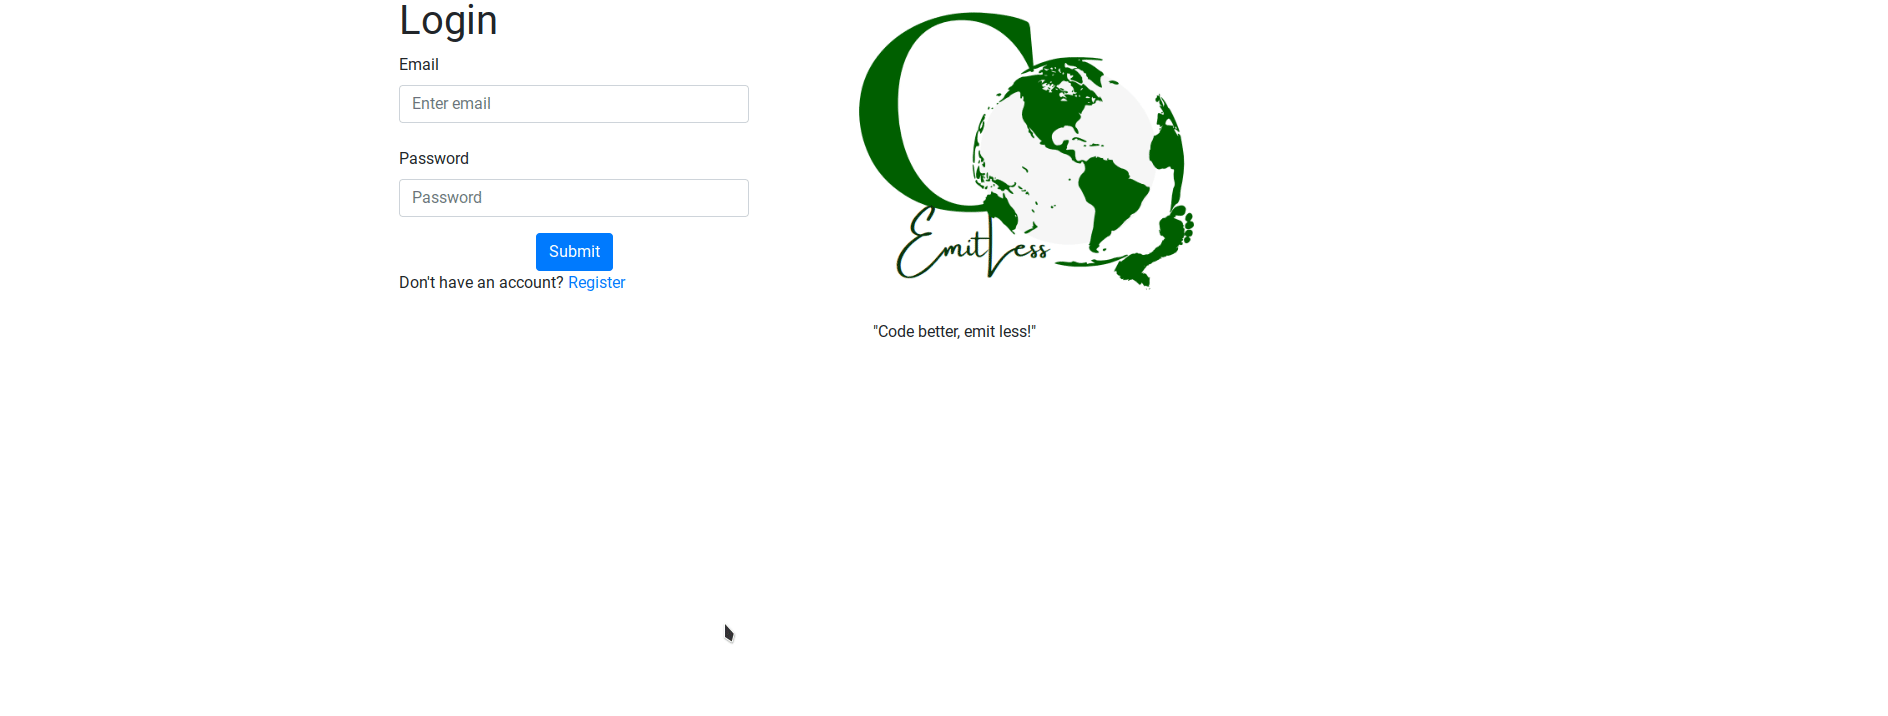 Login
Email
Enter email
Password
Password
Submit
Don't have an account? Register
C
EmitLess
"Code better, emit less!"